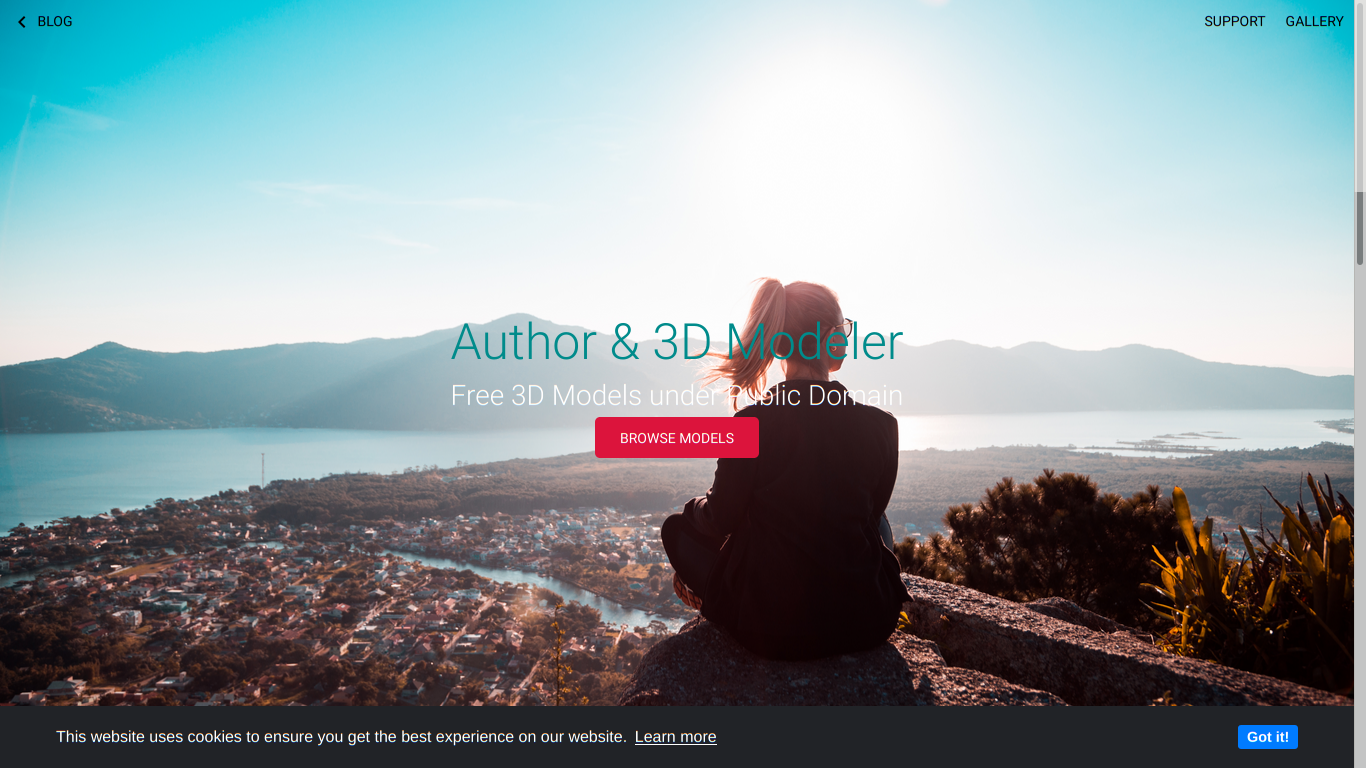 BLOG
SUPPORT
GALLERY
Author & 3D Modeler
Free 3D Models under Public Domain
BROWSE MODELS
This website uses cookies to ensure you get the best experience on our website. Learn more
Got it!